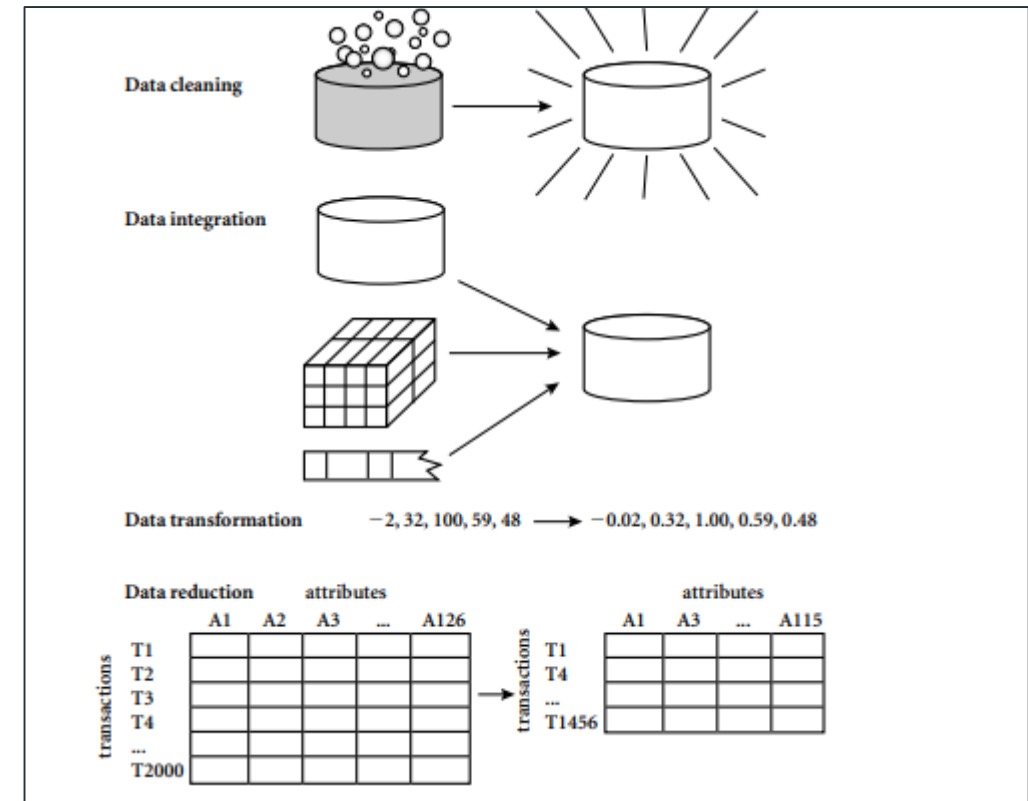 Data cleaning
Data integration
Data transformation −2, 32, 100, 59, 48 −0.02, 0.32, 1.00, 0.59, 0.48
Data reduction attributes attributes
A1 A2 A3 ... A126 A1 A3 ... A115
transactions
T1
T2
T3
T4
...
T2000
transactions
T1
T4
...
T1456